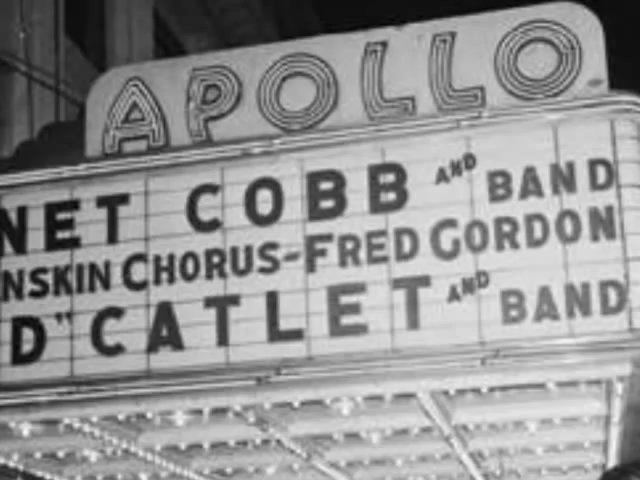 APOLLO
NET COBB AND BAND
NSKIN CHORUS-FRED GORDON
D" CATLET AND BAND